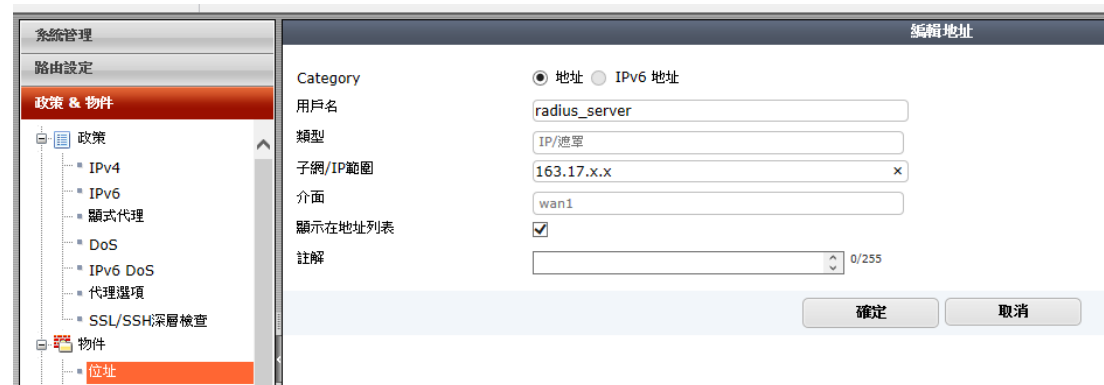 系統管理
路由設定
政策 & 物件
政策
IPv4
IPv6
顯式代理
DoS
IPv6 DoS
代理選項
SSL/SSH深層檢查
物件
位址
編輯地址
Category 地址 IPv6 地址
用戶名 radius_server
類型 IP/遮罩
子網/IP範圍 163.17.x.x ×
介面 wan1
顯示在地址列表
註解 0/255
確定 取消